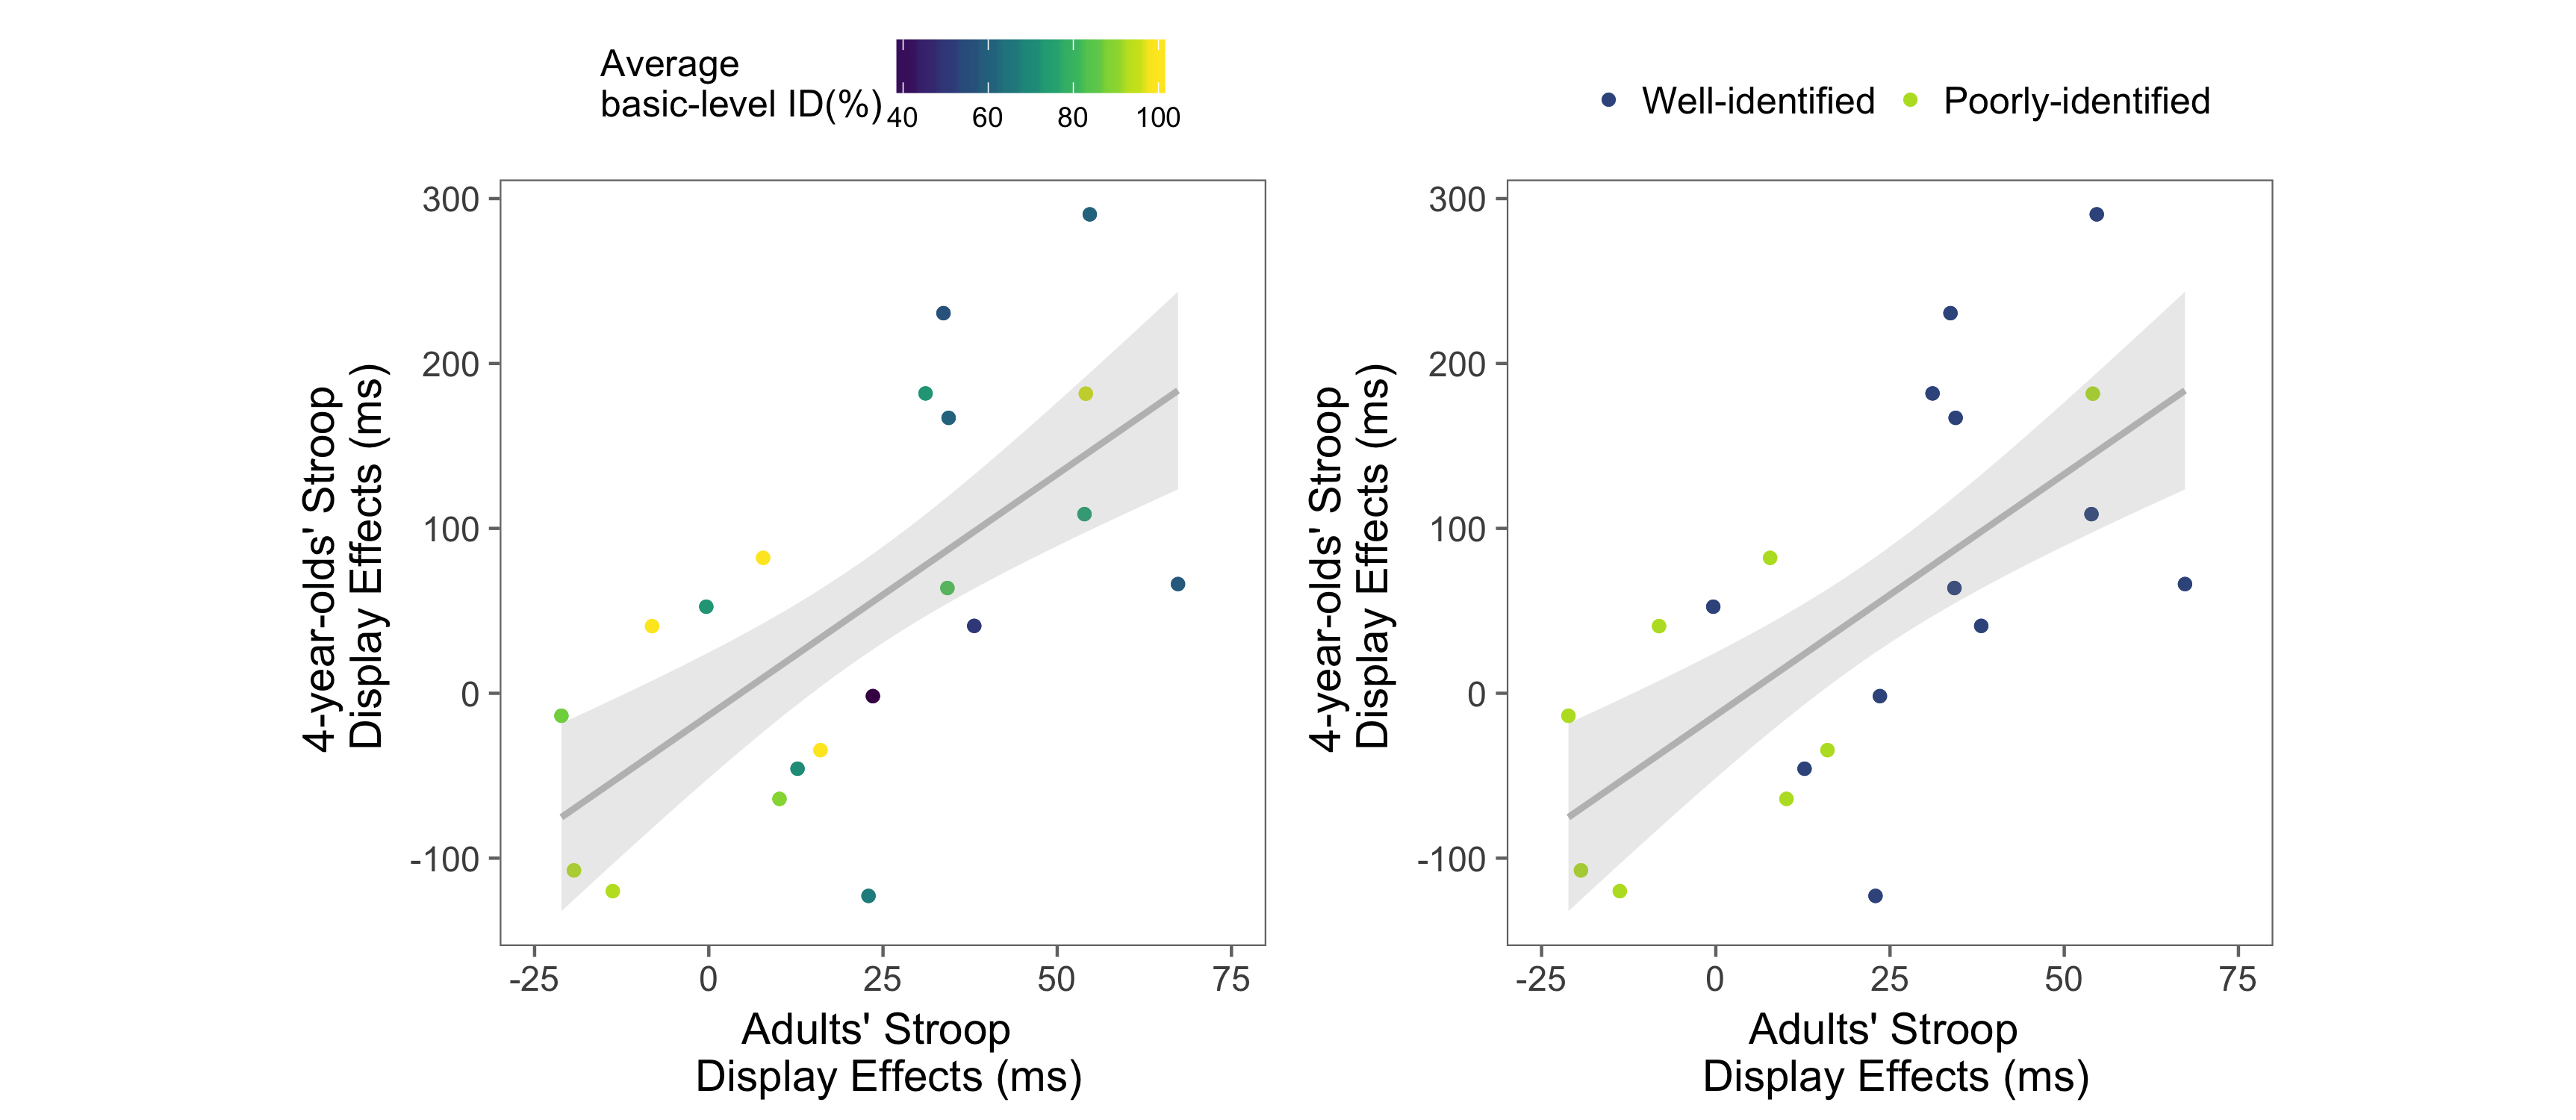 Average
basic-level ID(%)
40 60 80 100
4-year-olds' Stroop
Display Effects (ms)
300
200
100
0
-100
-25 0 25 50 75
Adults' Stroop
Display Effects (ms)
Well-identified Poorly-identified
4-year-olds' Stroop
Display Effects (ms)
300
200
100
0
-100
-25 0 25 50 75
Adults' Stroop
Display Effects (ms)